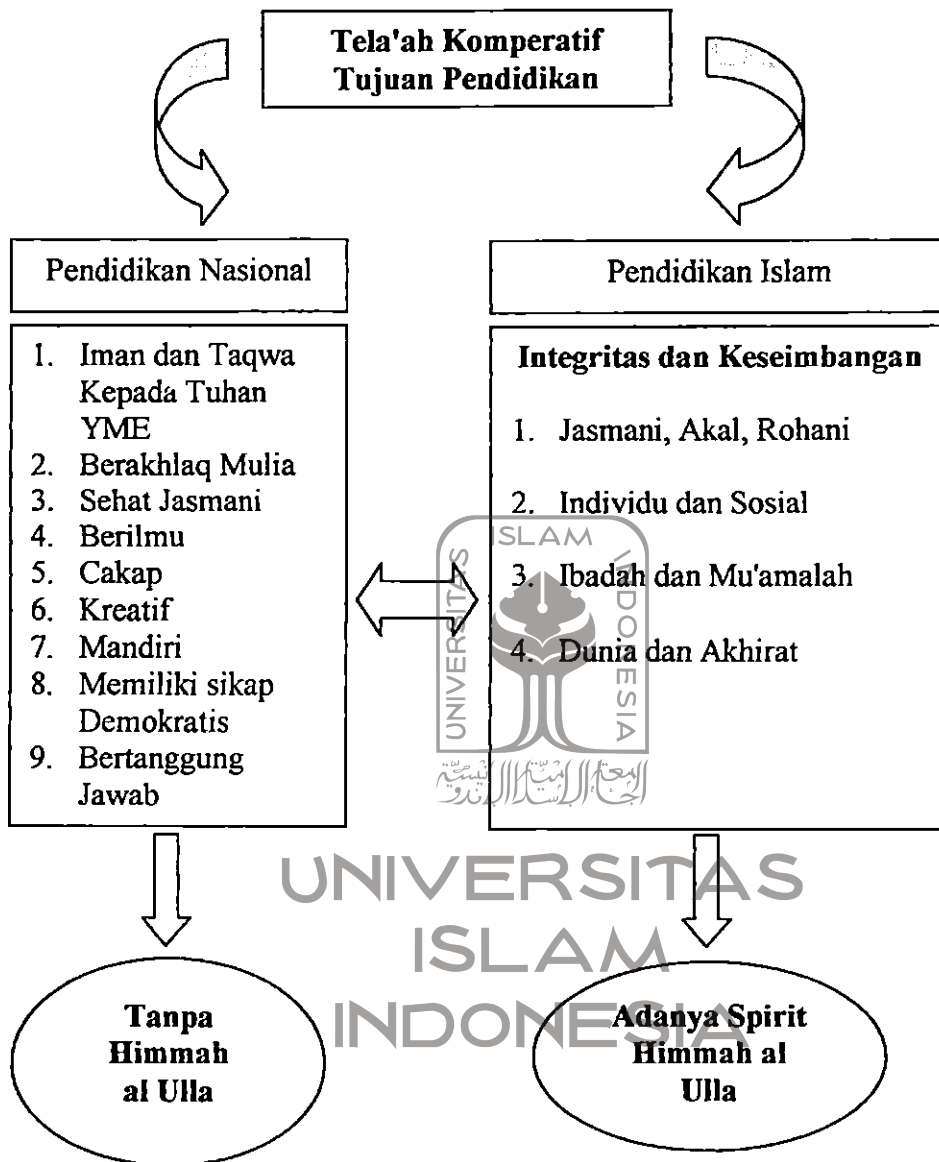 Tela'ah Komperatif
Tujuan Pendidikan
Pendidikan Nasional
1. Iman dan Taqwa
Kepada Tuhan
YME
2. Berakhlaq Mulia
3. Sehat Jasmani
4. Berilmu
5. Cakap
6. Kreatif
7. Mandiri
8. Memiliki sikap
Demokratis
9. Bertanggung
Jawab
Pendidikan Islam
Integritas dan Keseimbangan
1. Jasmani, Akal, Rohani
2. Individu dan Sosial
3. Ibadah dan Mu'amalah
4. Dunia dan Akhirat
UNIVERSITAS
ISLAM
INDONESIA
UNIVERSITAS
ISLAM
INDONESIA
Tanpa
Himmah
al Ulla
Adanya Spirit
Himmah al
Ulla